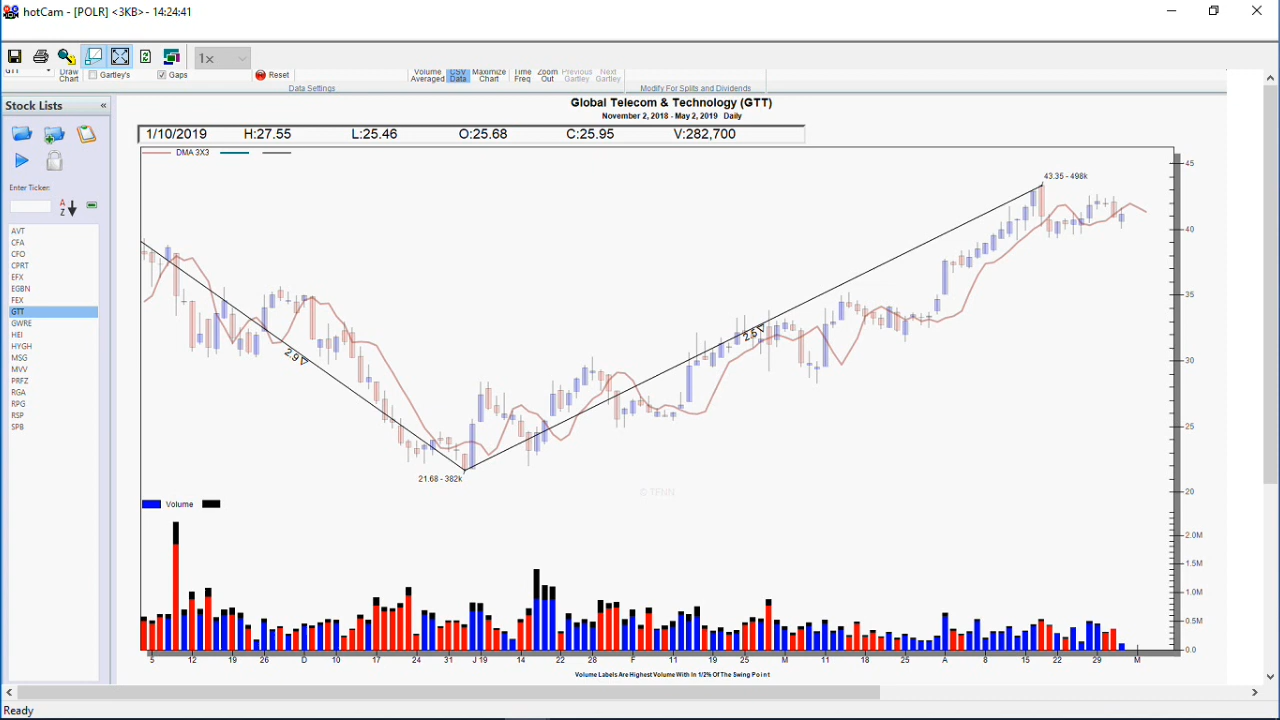 hotCam - [POLR] <3KB> - 14:24:41
1x
GTT
Draw Chart
Gartley's
Gaps
Reset
Volume Averaged
CSV Data
Maximize Chart
Time Freq
Zoom Out
Previous Gartley
Next Gartley
Data Settings
Modify For Splits and Dividends
Stock Lists
«
Enter Ticker:
A
Z
AVT
CFA
CFO
CPRT
EFX
EGBN
FEX
GTT
GWRE
HEI
HYGH
MSG
MVV
PRFZ
RGA
RPG
RSP
SPB
Global Telecom & Technology (GTT)
November 2, 2018 - May 2, 2019 Daily
1/10/2019 H:27.55 L:25.46 O:25.68 C:25.95 V:282,700
DMA 3X3
43.35 - 498k
2.9
2.6
21.68 - 382k
© TFNN
45
40
35
30
25
20
Volume
2.0M
1.5M
1.0M
0.5M
0.0
5 12 19 26 D 10 17 24 31 14 22 28 F 11 25 M 11 18 25 A 8 15 22 29 M
Volume Labels Are Highest Volume With In 1/2% Of The Swing Point
Ready